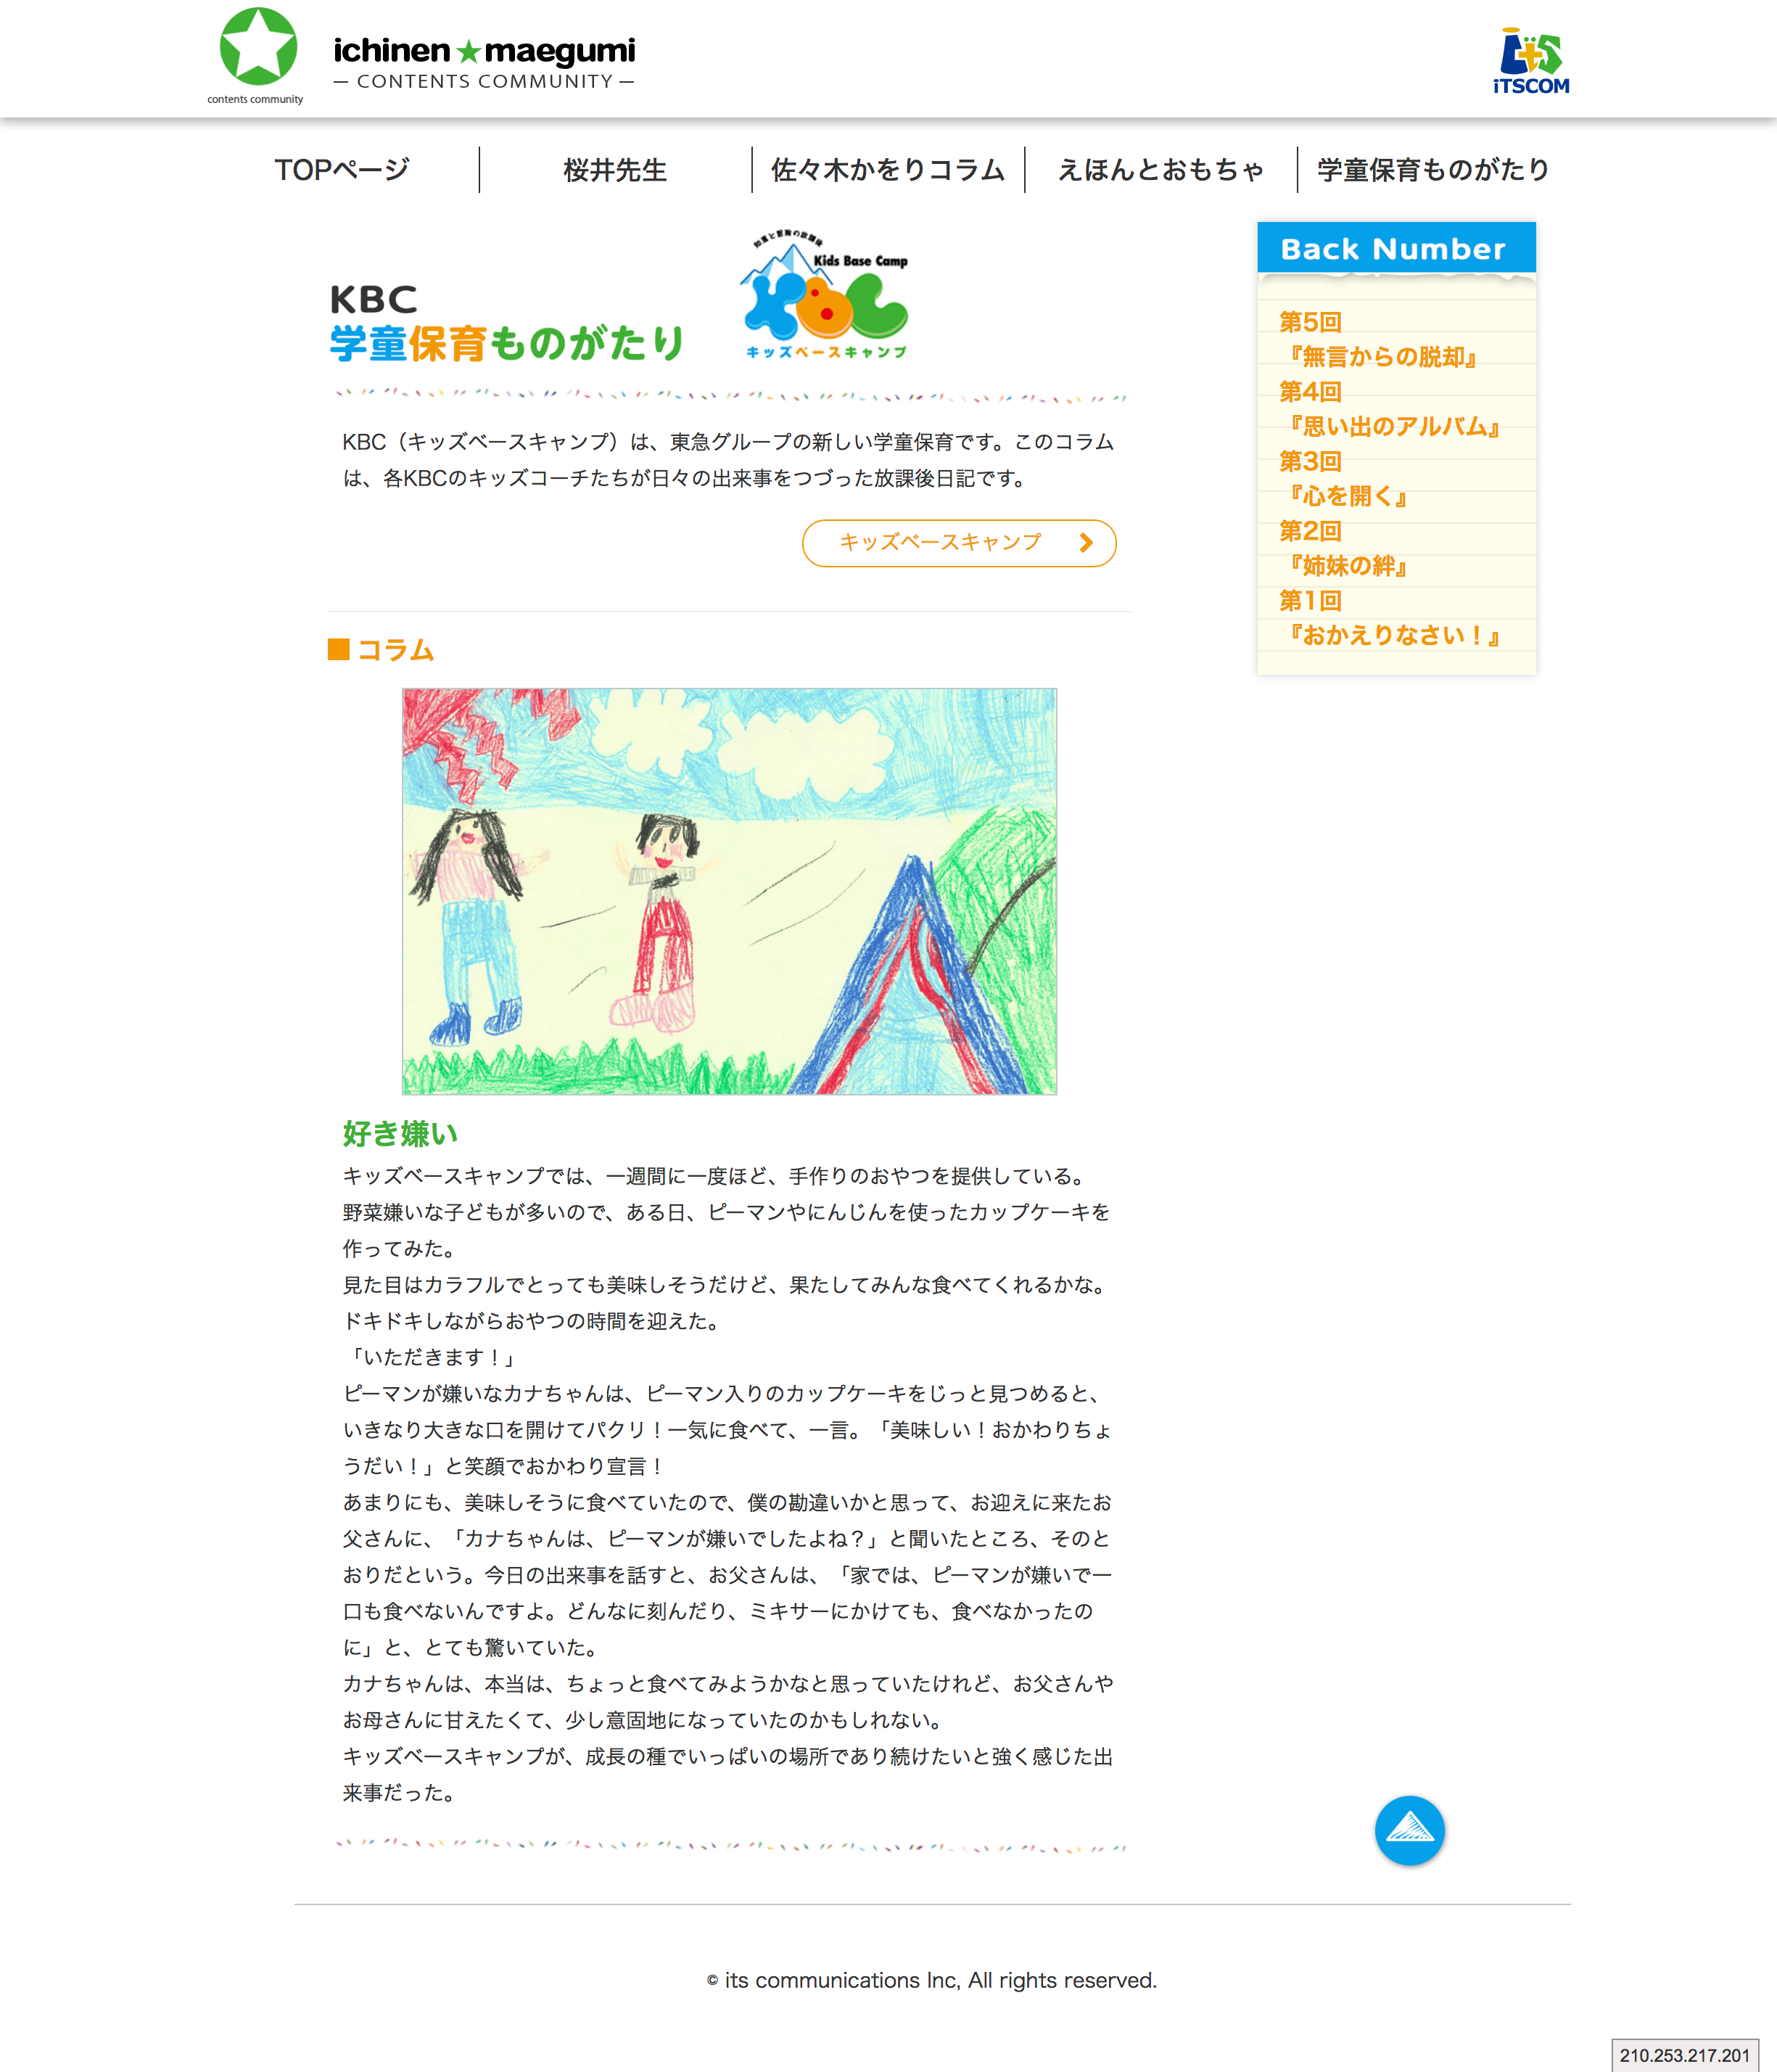 contents community
ichinen★maegumi
— CONTENTS COMMUNITY —
iTSCOM
TOPページ
桜井先生
佐々木かをりコラム
えほんとおもちゃ
学童保育ものがたり
KBC
学童保育ものがたり
Kids Base Camp
キッズベースキャンプ
KBC（キッズベースキャンプ）は、東急グループの新しい学童保育です。このコラム
は、各KBCのキッズコーチたちが日々の出来事をつづった放課後日記です。
キッズベースキャンプ
Back Number
第5回
『無言からの脱却』
第4回
『思い出のアルバム』
第3回
『心を開く』
第2回
『姉妹の絆』
第1回
『おかえりなさい！』
■ コラム
好き嫌い
キッズベースキャンプでは、一週間に一度ほど、手作りのおやつを提供している。
野菜嫌いな子どもが多いので、ある日、ピーマンやにんじんを使ったカップケーキを
作ってみた。
見た目はカラフルでとっても美味しそうだけど、果たしてみんな食べてくれるかな。
ドキドキしながらおやつの時間を迎えた。
「いただきます！」
ピーマンが嫌いなカナちゃんは、ピーマン入りのカップケーキをじっと見つめると、
いきなり大きな口を開けてパクリ！一気に食べて、一言。「美味しい！おかわりちょ
うだい！」と笑顔でおかわり宣言！
あまりにも、美味しそうに食べていたので、僕の勘違いかと思って、お迎えに来たお
父さんに、「カナちゃんは、ピーマンが嫌いでしたよね？」と聞いたところ、そのと
おりだという。今日の出来事を話すと、お父さんは、「家では、ピーマンが嫌いで一
口も食べないんですよ。どんなに刻んだり、ミキサーにかけても、食べなかったの
に」と、とても驚いていた。
カナちゃんは、本当は、ちょっと食べてみようかなと思っていたけれど、お父さんや
お母さんに甘えたくて、少し意固地になっていたのかもしれない。
キッズベースキャンプが、成長の種でいっぱいの場所であり続けたいと強く感じた出
来事だった。
© its communications Inc, All rights reserved.
210.253.217.201